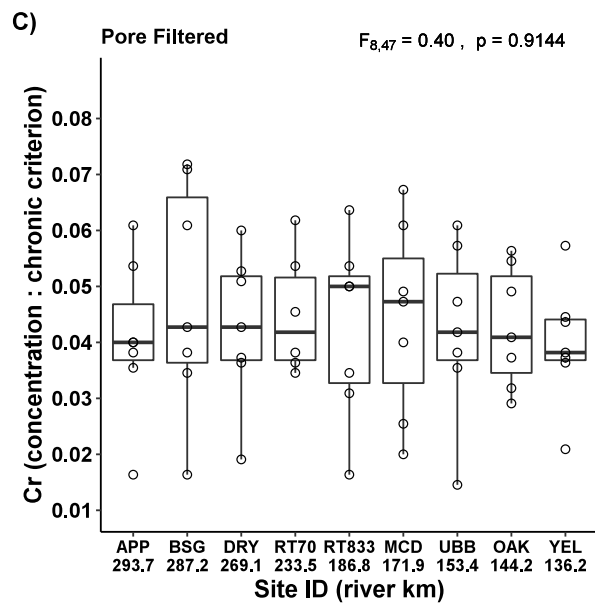 C)
Pore Filtered
F8,47 = 0.40 , p = 0.9144
Cr (concentration : chronic criterion)
0.08
0.07
0.06
0.05
0.04
0.03
0.02
0.01
APP BSG DRY RT70 RT833 MCD UBB OAK YEL
293.7 287.2 269.1 233.5 186.8 171.9 153.4 144.2 136.2
Site ID (river km)